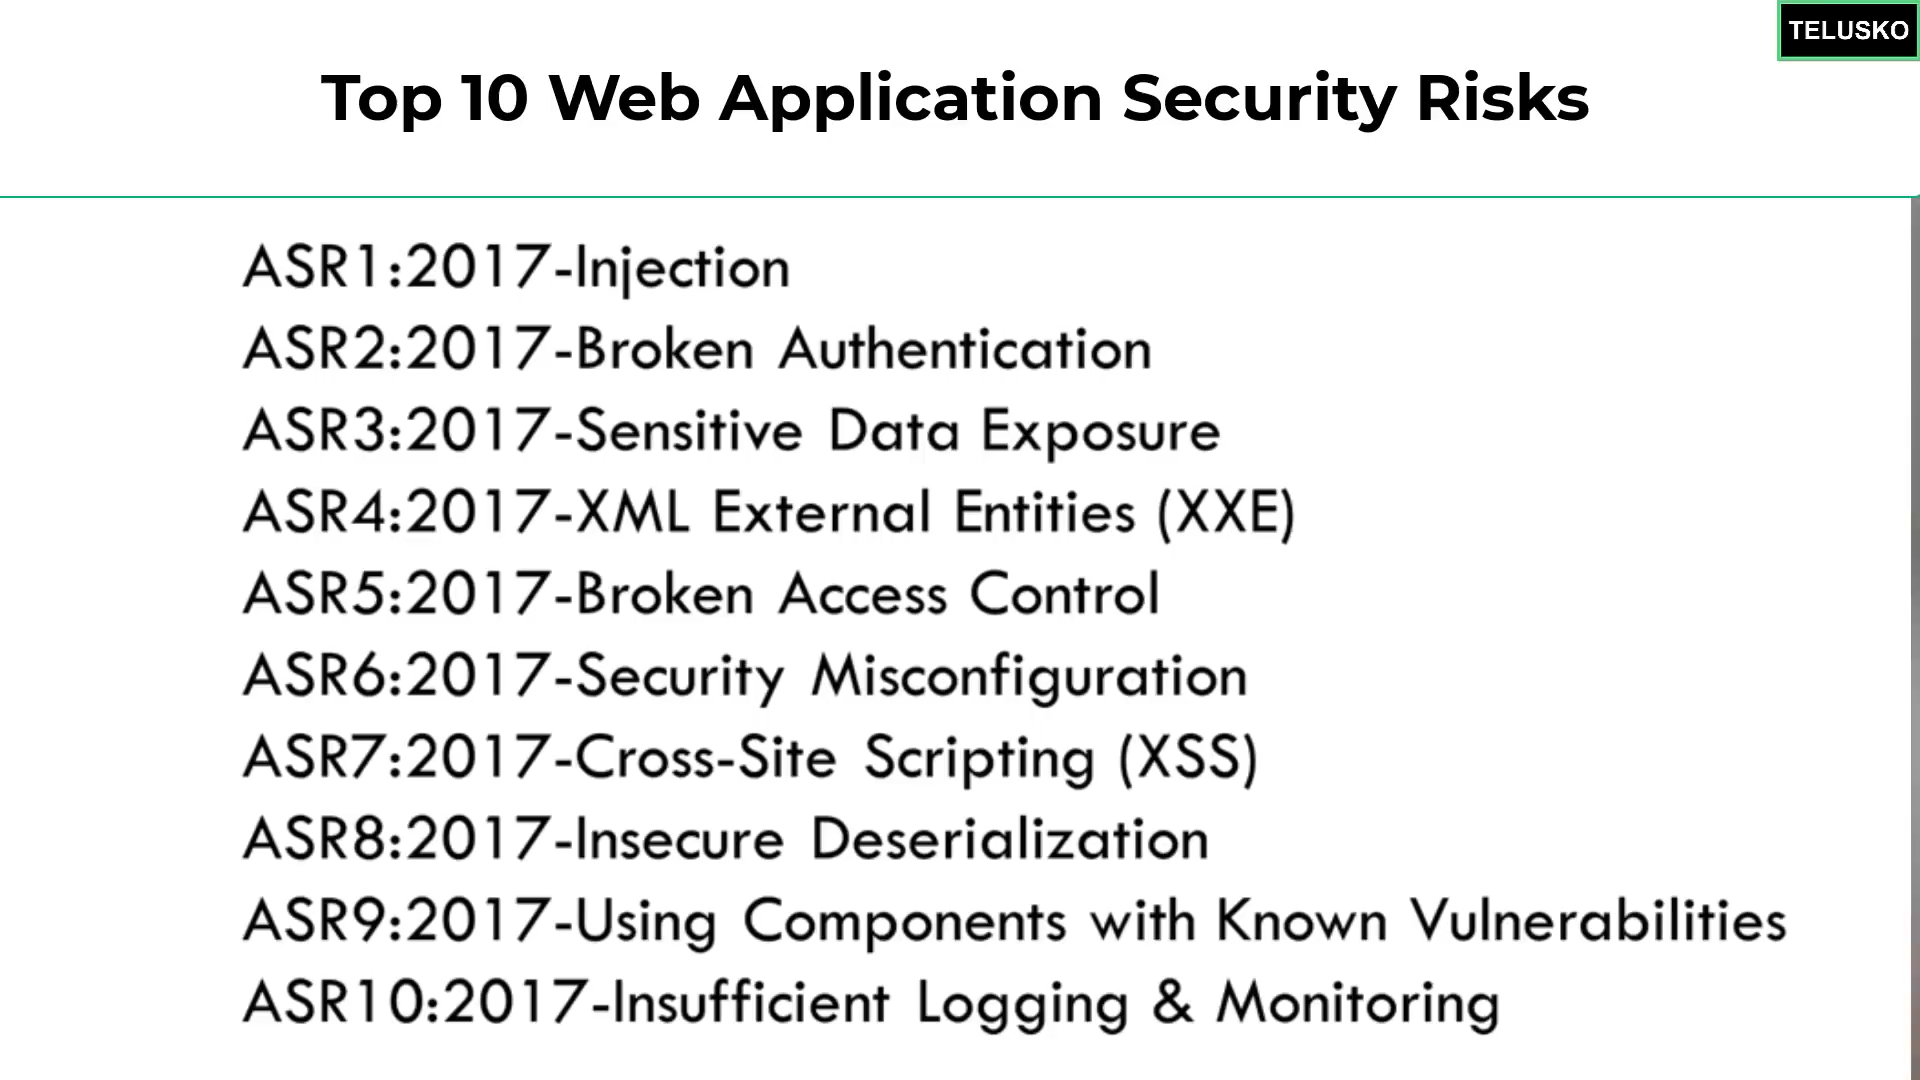 TELUSKO
Top 10 Web Application Security Risks
ASR1:2017-Injection
ASR2:2017-Broken Authentication
ASR3:2017-Sensitive Data Exposure
ASR4:2017-XML External Entities (XXE)
ASR5:2017-Broken Access Control
ASR6:2017-Security Misconfiguration
ASR7:2017-Cross-Site Scripting (XSS)
ASR8:2017-Insecure Deserialization
ASR9:2017-Using Components with Known Vulnerabilities
ASR10:2017-Insufficient Logging & Monitoring